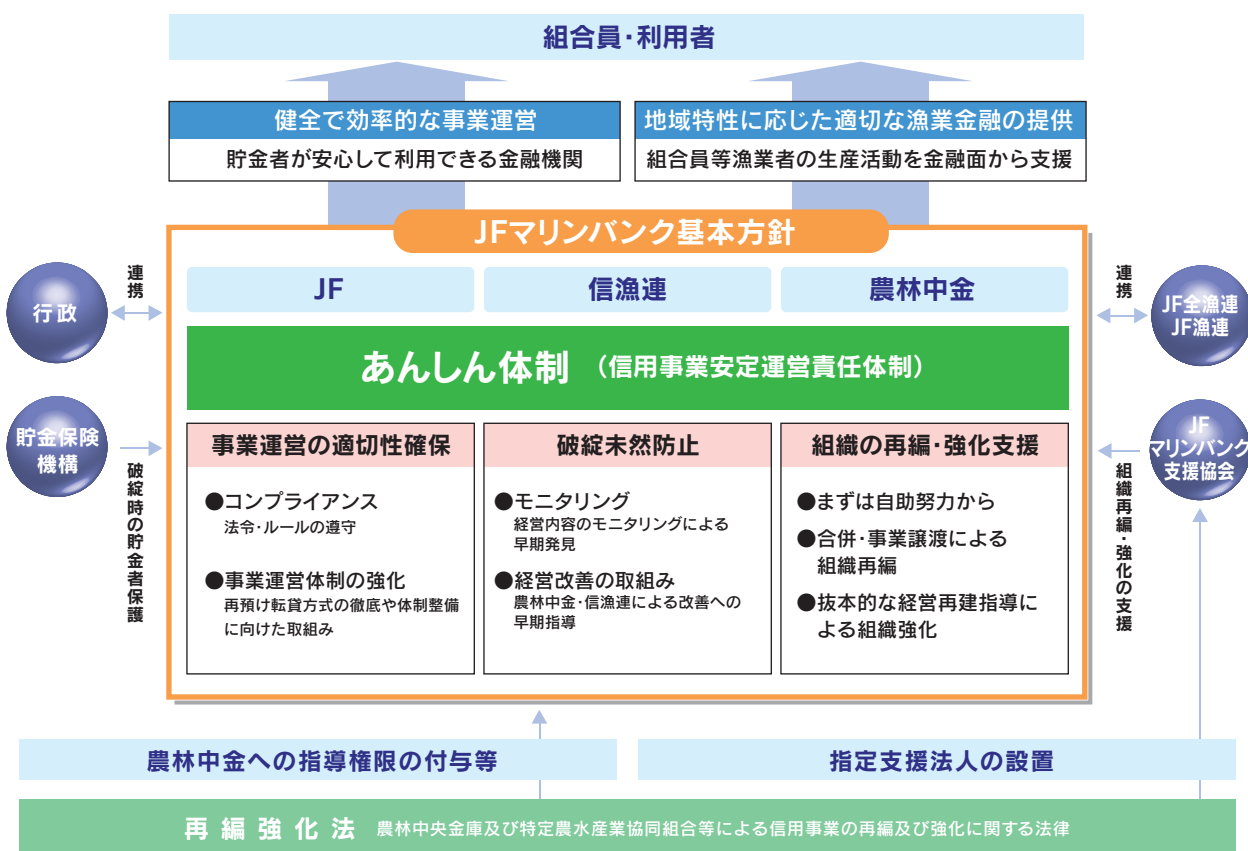 組合員･利用者
健全で効率的な事業運営
貯金者が安心して利用できる金融機関
地域特性に応じた適切な漁業金融の提供
組合員等漁業者の生産活動を金融面から支援
JFマリンバンク基本方針
JF
信漁連
農林中金
あんしん体制 (信用事業安定運営責任体制)
行政
連携
貯金保険
機構
破綻時の貯金者保護
連携
JF全漁連
JF漁連
JF
マリンバンク
支援協会
組織再編･強化の支援
事業運営の適切性確保
●コンプライアンス
法令･ルールの遵守
●事業運営体制の強化
再預け転貸方式の徹底や体制整備
に向けた取組み
破綻未然防止
●モニタリング
経営内容のモニタリングによる
早期発見
●経営改善の取組み
農林中金･信漁連による改善への
早期指導
組織の再編･強化支援
●まずは自助努力から
●合併･事業譲渡による
組織再編
●抜本的な経営再建指導に
よる組織強化
農林中金への指導権限の付与等
指定支援法人の設置
再編強化法 農林中央金庫及び特定農水産業協同組合等による信用事業の再編及び強化に関する法律